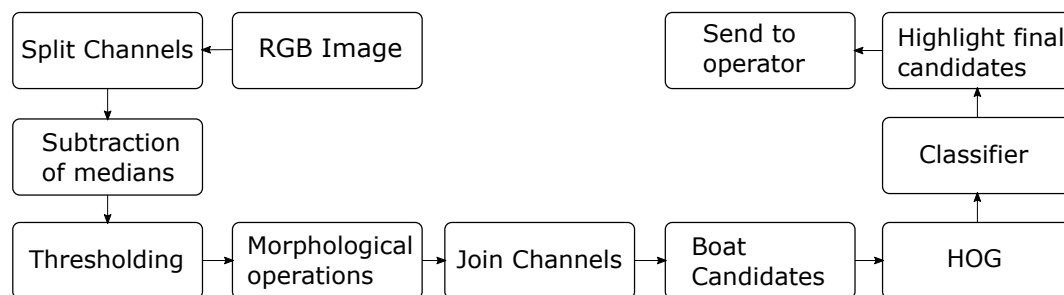 RGB Image
Split Channels
Subtraction
of medians
Thresholding
Morphological
operations
Join Channels
Boat
Candidates
HOG
Classifier
Highlight final
candidates
Send to
operator